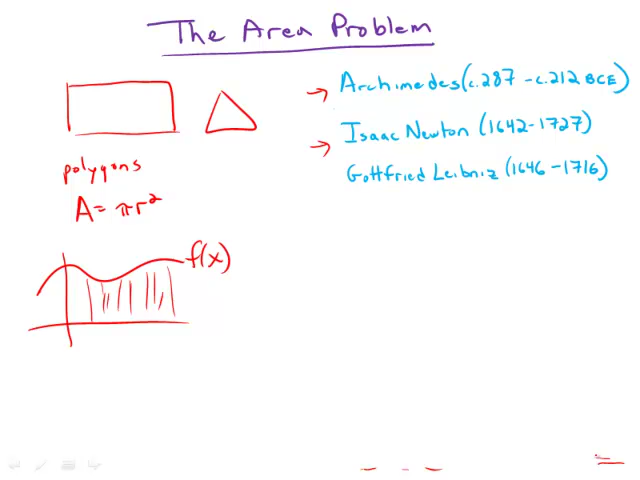 The Area Problem
→ Archimedes (c.287 - c.212 BCE)
→ Isaac Newton (1642-1727)
Gottfried Leibniz (1646-1716)
polygons
A = πr²
f(x)